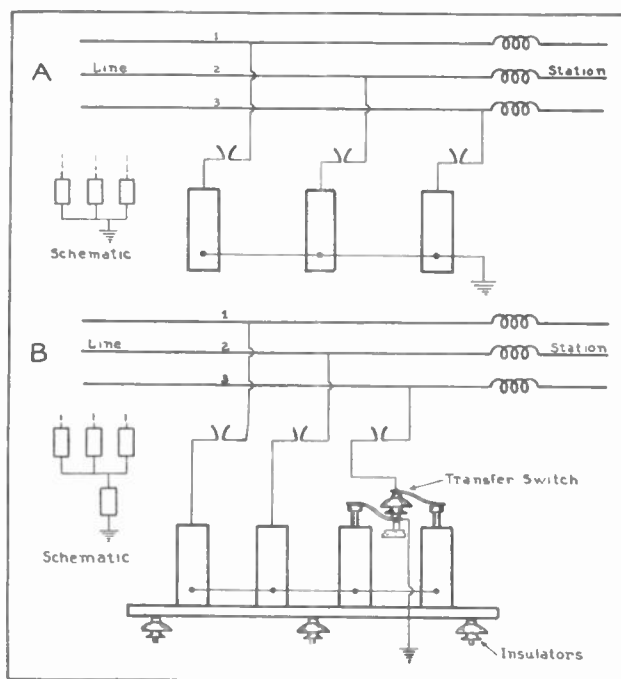 A
1
Line 2 Station
3
Schematic
B
1
Line 2 Station
3
Transfer Switch
Schematic
Insulators